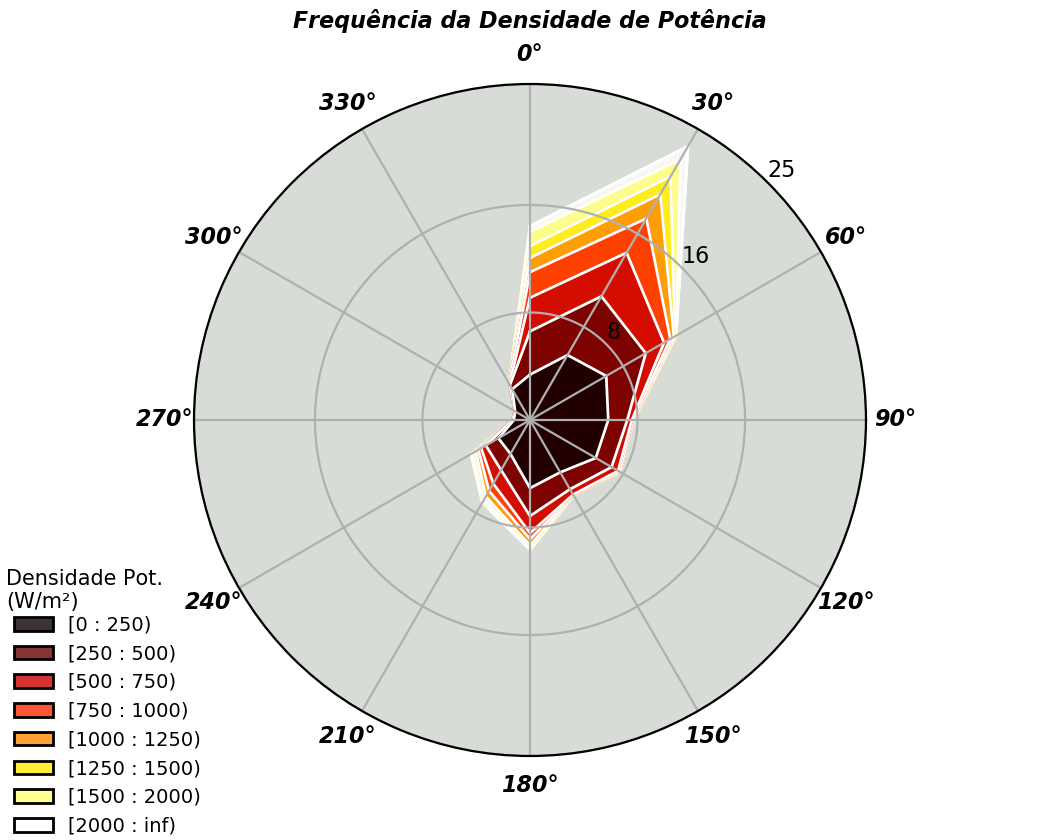 Frequência da Densidade de Potência
0°
330°
30°
25
300°
60°
16
8
270°
90°
240°
120°
210°
150°
180°
Densidade Pot.
(W/m²)
[0 : 250)
[250 : 500)
[500 : 750)
[750 : 1000)
[1000 : 1250)
[1250 : 1500)
[1500 : 2000)
[2000 : inf)